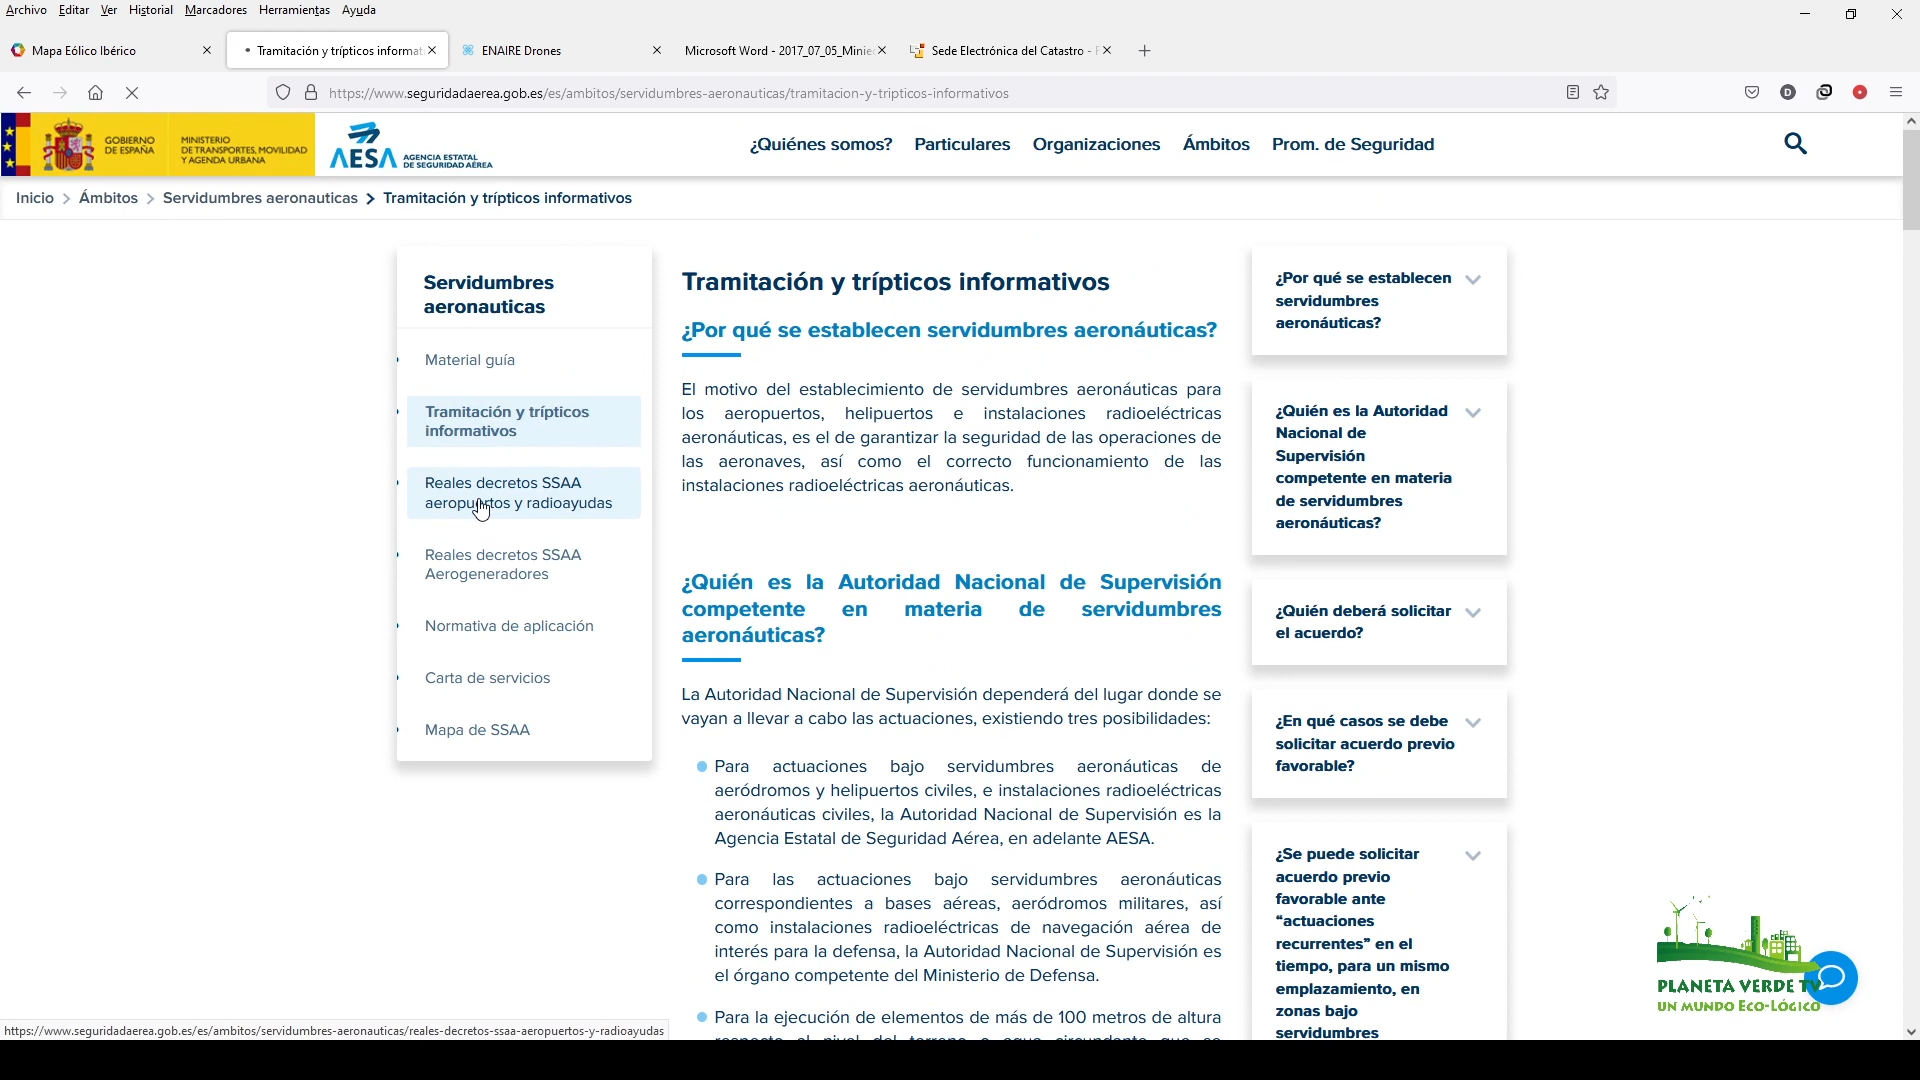 Archivo Editar Ver Historial Marcadores Herramientas Ayuda
Mapa Eólico Ibérico
Tramitación y trípticos informat
ENAIRE Drones
Microsoft Word - 2017_07_05_Minie
Sede Electrónica del Catastro -
https://www.seguridadaerea.gob.es/es/ambitos/servidumbres-aeronauticas/tramitacion-y-tripticos-informativos
GOBIERNO
DE ESPAÑA
MINISTERIO
DE TRANSPORTES, MOVILIDAD
Y AGENDA URBANA
AESA AGENCIA ESTATAL
DE SEGURIDAD AÉREA
¿Quiénes somos? Particulares Organizaciones Ámbitos Prom. de Seguridad
Inicio > Ámbitos > Servidumbres aeronauticas > Tramitación y trípticos informativos
Servidumbres
aeronauticas
Material guía
Tramitación y trípticos
informativos
Reales decretos SSAA
aeropuertos y radioayudas
Reales decretos SSAA
Aerogeneradores
Normativa de aplicación
Carta de servicios
Mapa de SSAA
Tramitación y trípticos informativos
¿Por qué se establecen servidumbres aeronáuticas?
El motivo del establecimiento de servidumbres aeronáuticas para
los aeropuertos, helipuertos e instalaciones radioeléctricas
aeronáuticas, es el de garantizar la seguridad de las operaciones de
las aeronaves, así como el correcto funcionamiento de las
instalaciones radioeléctricas aeronáuticas.
¿Quién es la Autoridad Nacional de Supervisión
competente en materia de servidumbres
aeronáuticas?
La Autoridad Nacional de Supervisión dependerá del lugar donde se
vayan a llevar a cabo las actuaciones, existiendo tres posibilidades:
Para actuaciones bajo servidumbres aeronáuticas de
aeródromos y helipuertos civiles, e instalaciones radioeléctricas
aeronáuticas civiles, la Autoridad Nacional de Supervisión es la
Agencia Estatal de Seguridad Aérea, en adelante AESA.
Para las actuaciones bajo servidumbres aeronáuticas
correspondientes a bases aéreas, aeródromos militares, así
como instalaciones radioeléctricas de navegación aérea de
interés para la defensa, la Autoridad Nacional de Supervisión es
el órgano competente del Ministerio de Defensa.
Para la ejecución de elementos de más de 100 metros de altura
¿Por qué se establecen
servidumbres
aeronáuticas?
¿Quién es la Autoridad
Nacional de
Supervisión
competente en materia
de servidumbres
aeronáuticas?
¿Quién deberá solicitar
el acuerdo?
¿En qué casos se debe
solicitar acuerdo previo
favorable?
¿Se puede solicitar
acuerdo previo
favorable ante
“actuaciones
recurrentes” en el
tiempo, para un mismo
emplazamiento, en
zonas bajo
servidumbres
PLANETA VERDE TV
UN MUNDO ECO-LÓGICO
https://www.seguridadaerea.gob.es/es/ambitos/servidumbres-aeronauticas/reales-decretos-ssaa-aeropuertos-y-radioayudas